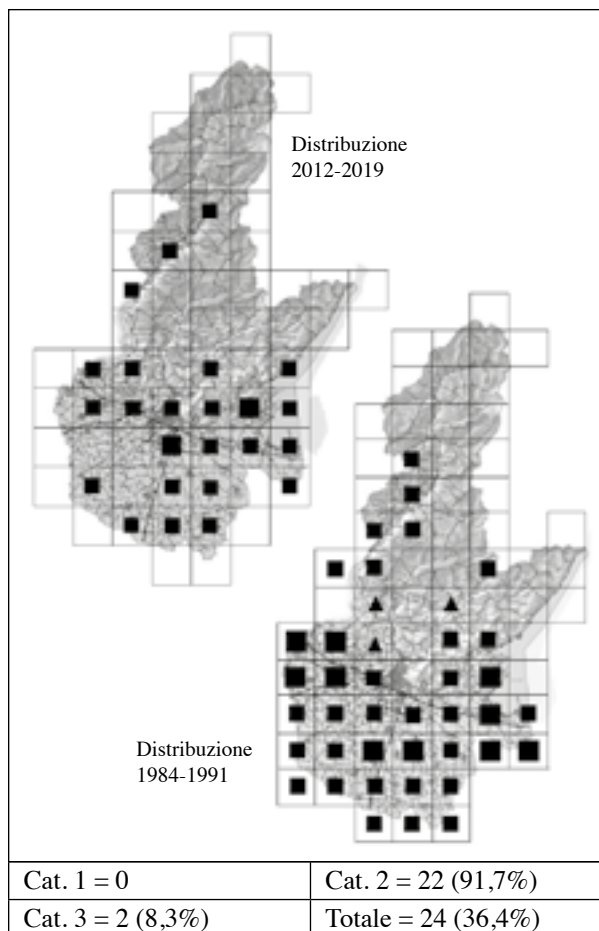 Distribuzione
2012-2019
Distribuzione
1984-1991
Cat. 1 = 0
Cat. 2 = 22 (91,7%)
Cat. 3 = 2 (8,3%)
Totale = 24 (36,4%)